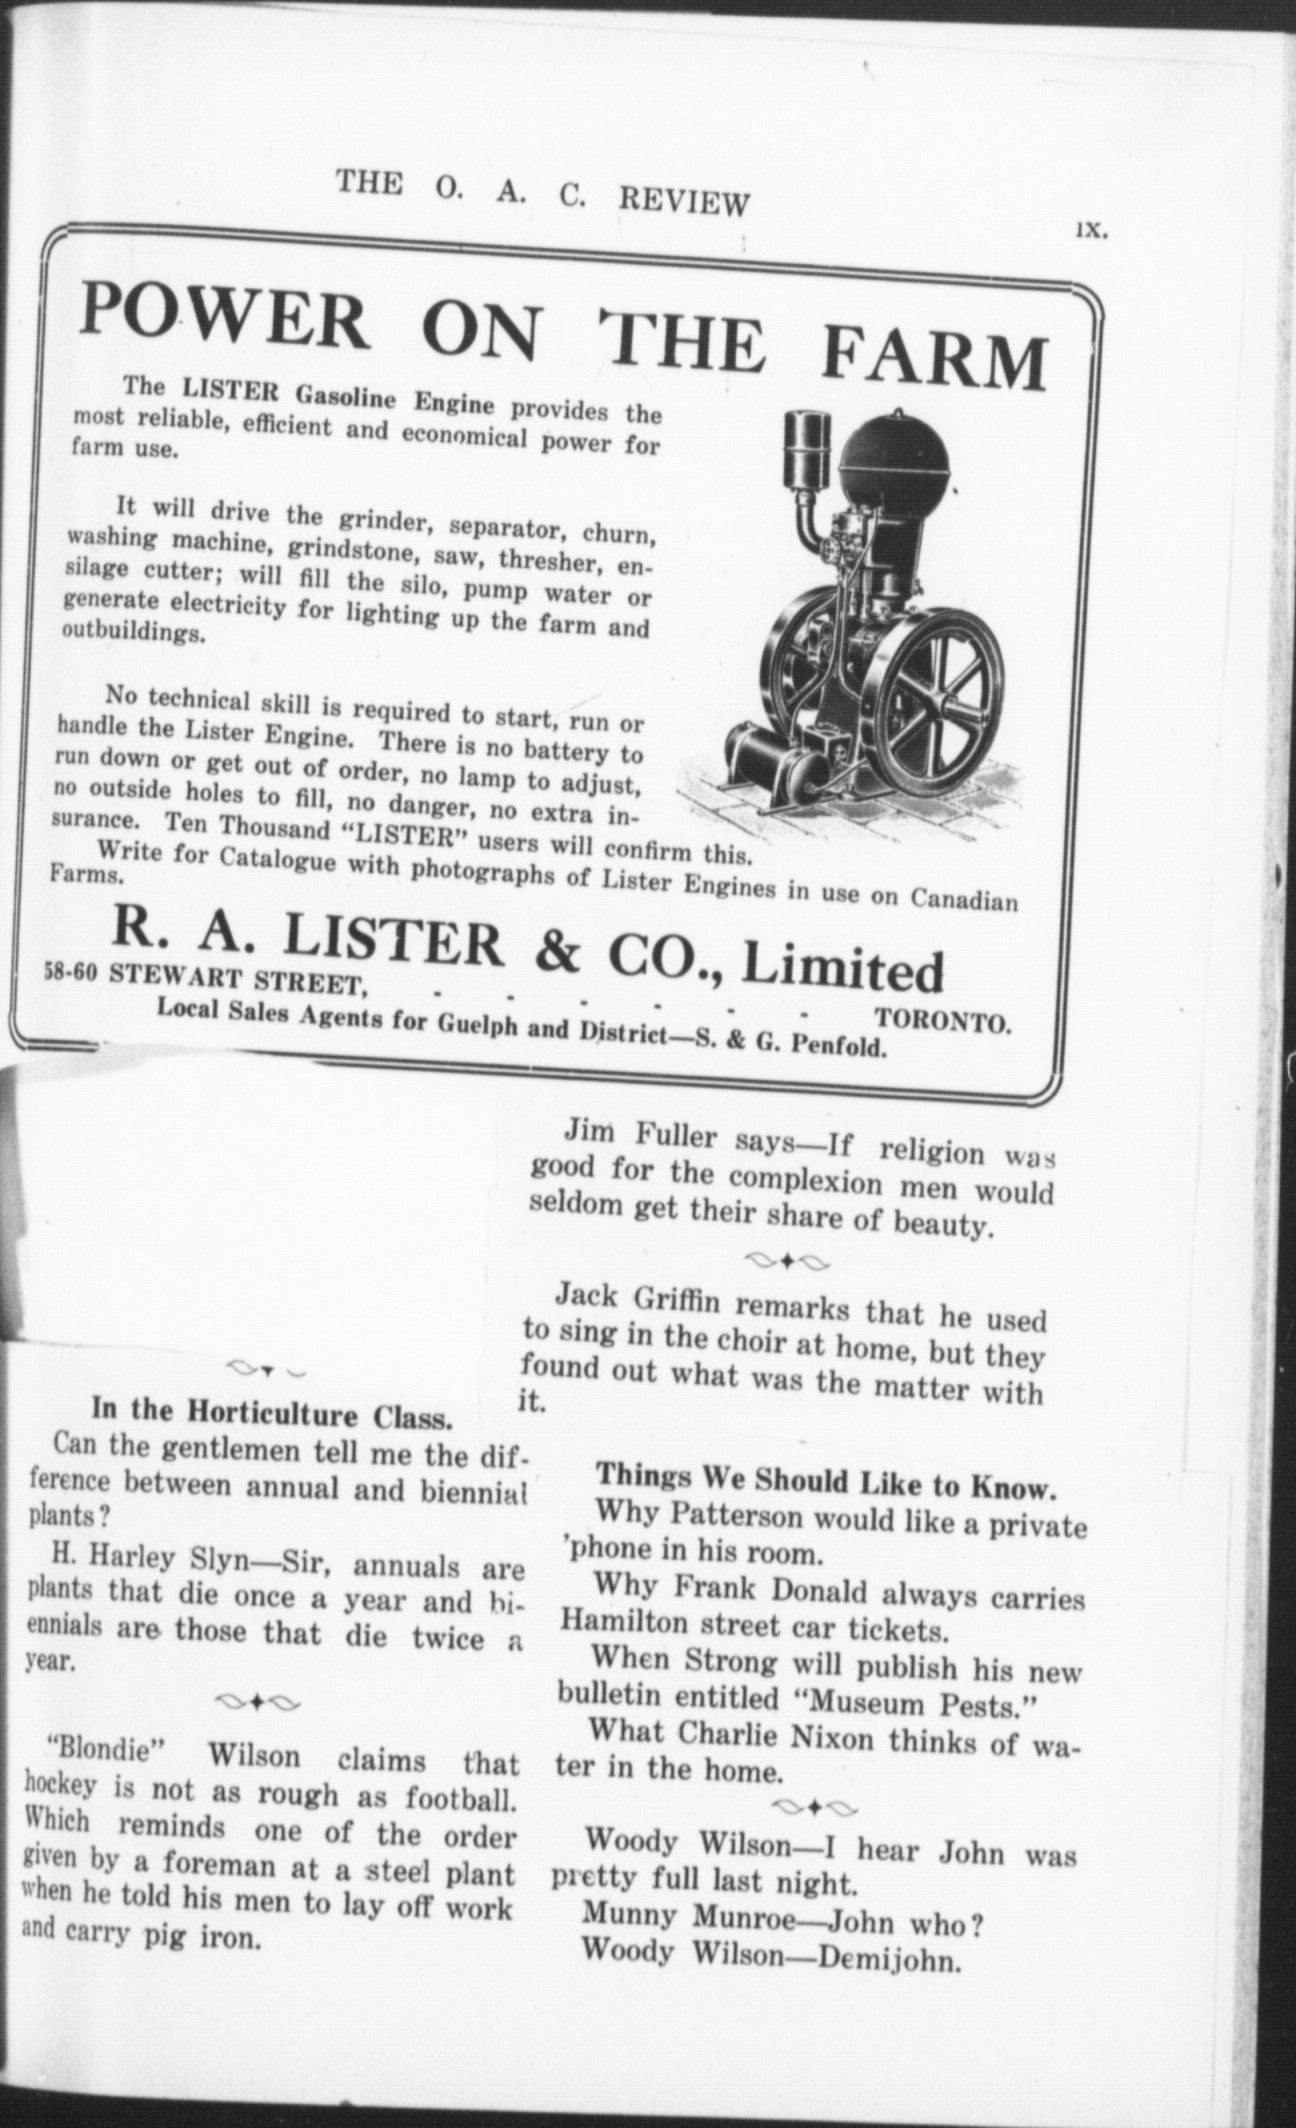 THE O. A. C. REVIEW
ix.
POWER ON THE FARM
The LISTER Gasoline Engine provides the
most reliable, efficient and economical power for
farm use.
It will drive the grinder, separator, churn,
washing machine, grindstone, saw, thresher, en-
silage cutter; will fill the silo, pump water or
generate electricity for lighting up the farm and
outbuildings.
No technical skill is required to start, run or
handle the Lister Engine. There is no battery to
run down or get out of order, no lamp to adjust,
no outside holes to fill, no danger, no extra in-
surance. Ten Thousand “LISTER” users will confirm this.
Write for Catalogue with photographs of Lister Engines in use on Canadian
Farms.
R. A. LISTER & CO., Limited
58-60 STEWART STREET, - - - - - - TORONTO.
Local Sales Agents for Guelph and District—S. & G. Penfold.
In the Horticulture Class.
Can the gentlemen tell me the dif-
ference between annual and biennial
plants?
H. Harley Slyn—Sir, annuals are
plants that die once a year and bi-
ennials are those that die twice a
year.
“Blondie” Wilson claims that
hockey is not as rough as football.
Which reminds one of the order
given by a foreman at a steel plant
when he told his men to lay off work
and carry pig iron.
Jim Fuller says—If religion was
good for the complexion men would
seldom get their share of beauty.
Jack Griffin remarks that he used
to sing in the choir at home, but they
found out what was the matter with
it.
Things We Should Like to Know.
Why Patterson would like a private
’phone in his room.
Why Frank Donald always carries
Hamilton street car tickets.
When Strong will publish his new
bulletin entitled “Museum Pests.”
What Charlie Nixon thinks of wa-
ter in the home.
Woody Wilson—I hear John was
pretty full last night.
Munny Munroe—John who?
Woody Wilson—Demijohn.